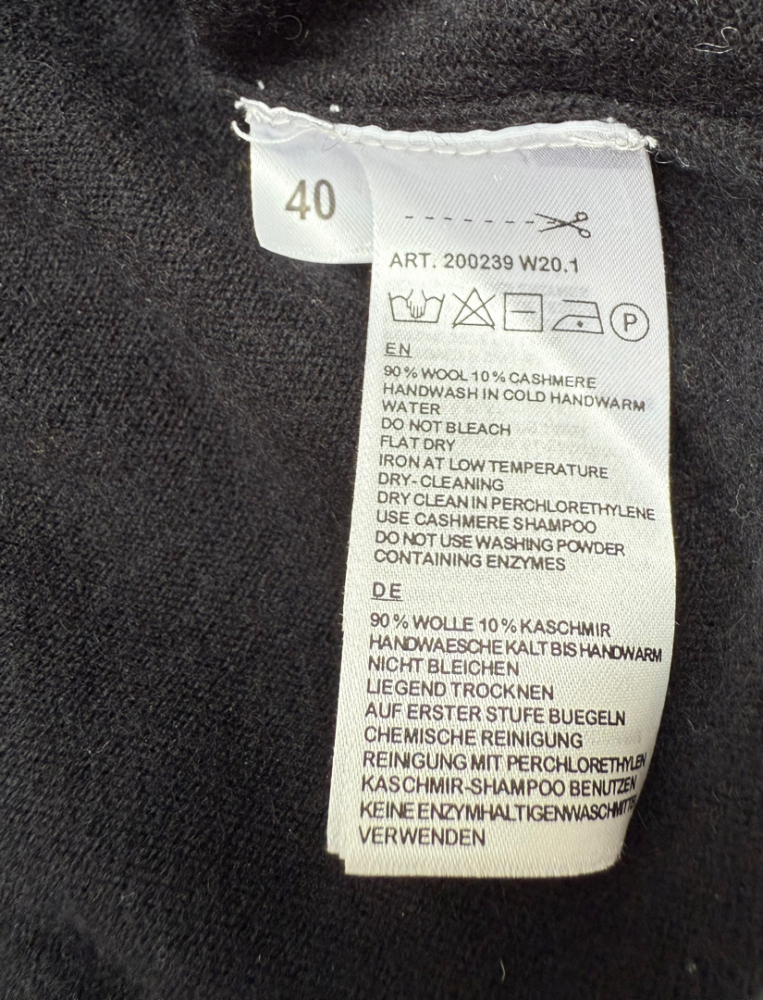 40
ART. 200239 W20.1
P
EN
90 % WOOL 10 % CASHMERE
HANDWASH IN COLD HANDWARM
WATER
DO NOT BLEACH
FLAT DRY
IRON AT LOW TEMPERATURE
DRY- CLEANING
DRY CLEAN IN PERCHLORETHYLENE
USE CASHMERE SHAMPOO
DO NOT USE WASHING POWDER
CONTAINING ENZYMES
DE
90 % WOLLE 10 % KASCHMIR
HANDWAESCHE KALT BIS HANDWARM
NICHT BLEICHEN
LIEGEND TROCKNEN
AUF ERSTER STUFE BUEGELN
CHEMISCHE REINIGUNG
REINIGUNG MIT PERCHLORETHYLEN
KASCHMIR-SHAMPOO BENUTZEN
KEINE ENZYMHALTIGEN
VERWENDEN